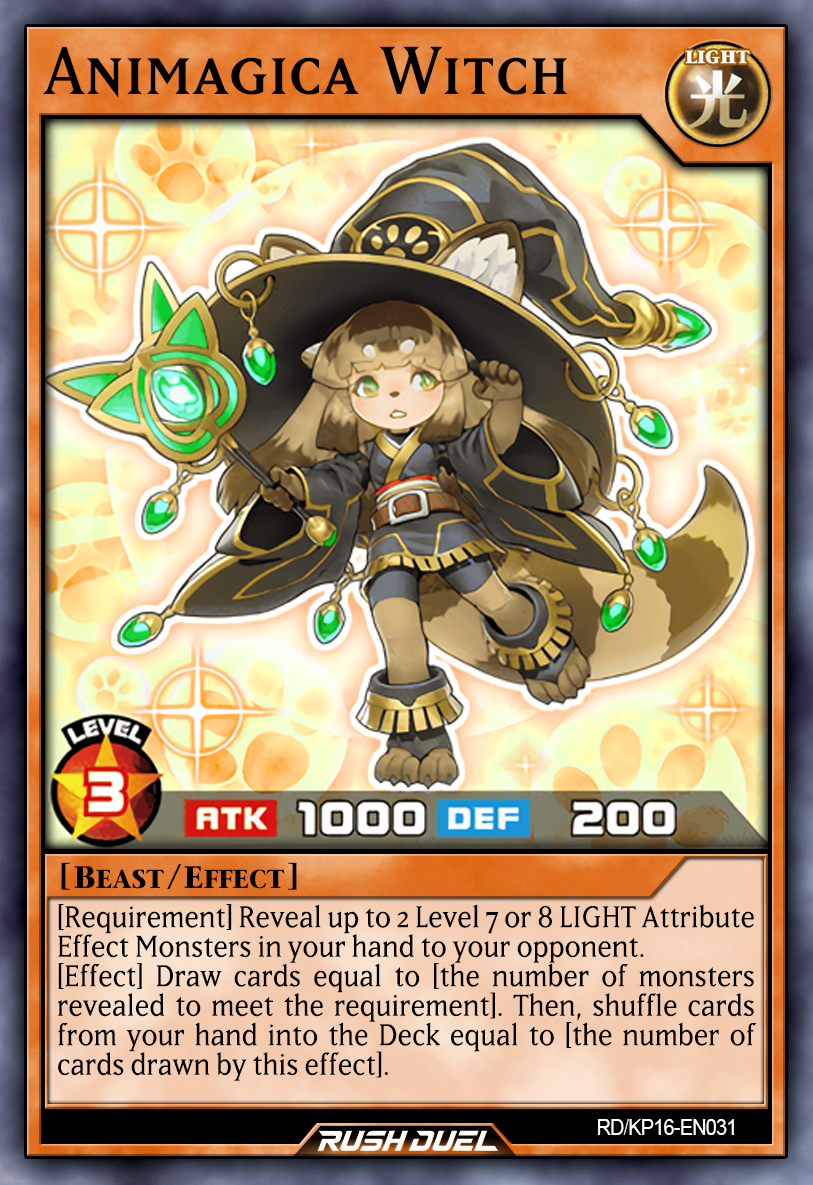 Animagica Witch
LIGHT
光
LEVEL
3
ATK 1000 DEF 200
[Beast/Effect]
[Requirement] Reveal up to 2 Level 7 or 8 LIGHT Attribute
Effect Monsters in your hand to your opponent.
[Effect] Draw cards equal to [the number of monsters
revealed to meet the requirement]. Then, shuffle cards
from your hand into the Deck equal to [the number of
cards drawn by this effect].
RD/KP16-EN031
RUSH DUEL